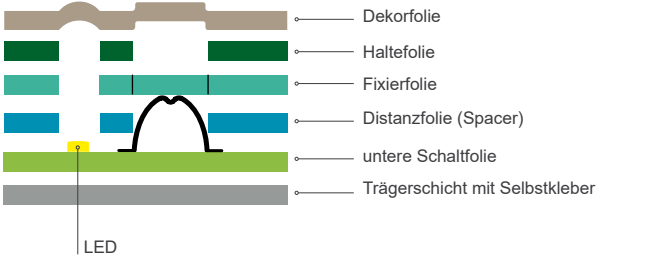 Dekorfolie
Haltefolie
Fixierfolie
Distanzfolie (Spacer)
untere Schaltfolie
Trägerschicht mit Selbstkleber
LED